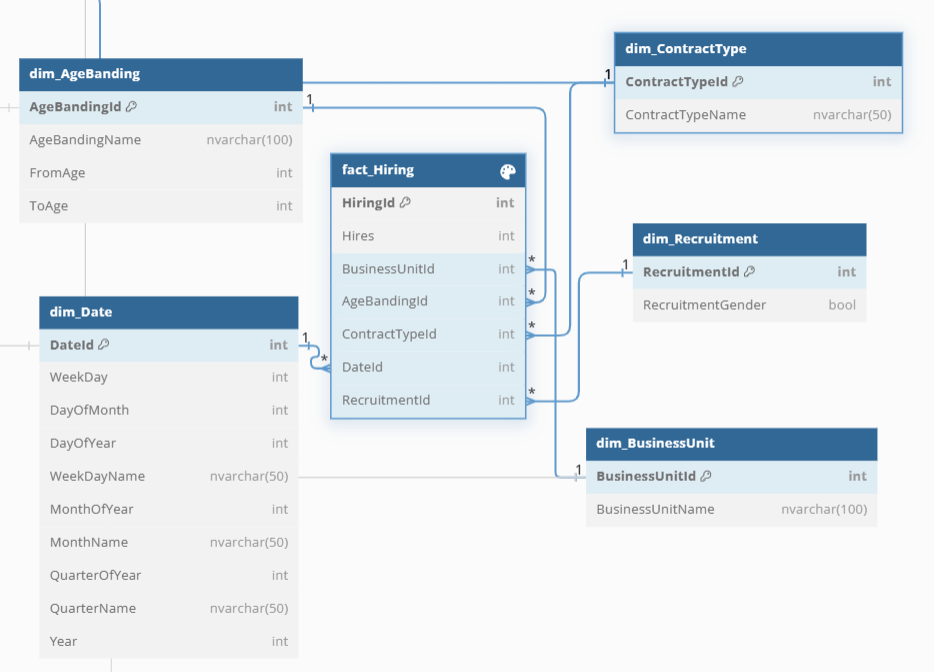 dim_AgeBanding
AgeBandingId int
AgeBandingName nvarchar(100)
FromAge int
ToAge int
1
dim_ContractType
ContractTypeId int
ContractTypeName nvarchar(50)
1
fact_Hiring
HiringId int
Hires int
BusinessUnitId int *
AgeBandingId int *
ContractTypeId int *
* DateId int
RecruitmentId int *
dim_Recruitment
1 RecruitmentId int
RecruitmentGender bool
dim_Date
DateId int 1
WeekDay int
DayOfMonth int
DayOfYear int
WeekDayName nvarchar(50)
MonthOfYear int
MonthName nvarchar(50)
QuarterOfYear int
QuarterName nvarchar(50)
Year int
dim_BusinessUnit
1 BusinessUnitId int
BusinessUnitName nvarchar(100)